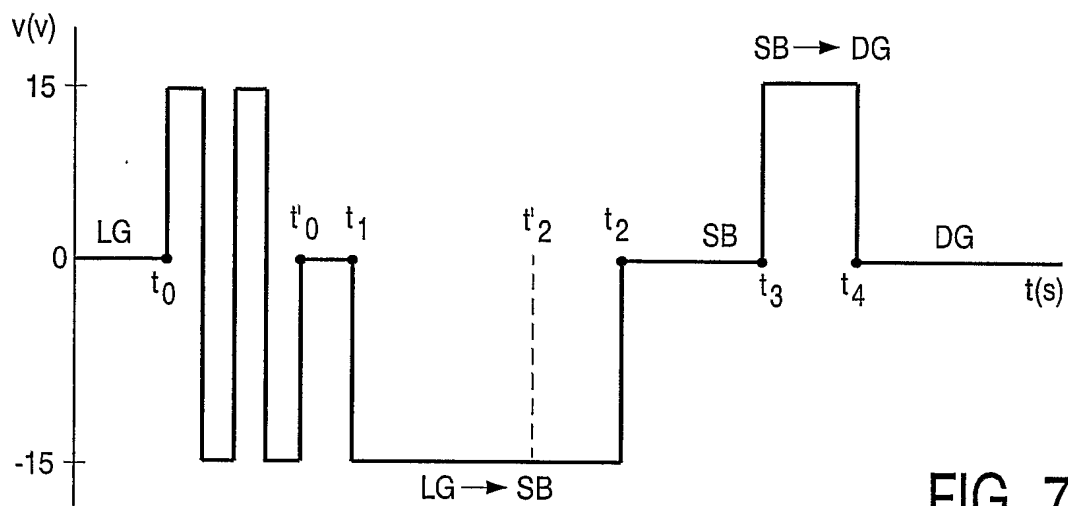 v(v)
SB → DG
15
LG
t'0
t1
t'2
t2
SB
DG
0
t0
t3
t4
t(s)
-15
LG → SB
FIG. 7